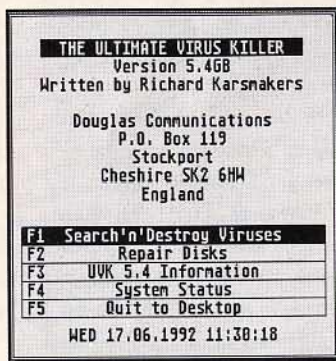 THE ULTIMATE VIRUS KILLER
Version 5.4GB
Written by Richard Karsmakers
Douglas Communications
P.O. Box 119
Stockport
Cheshire SK2 6HW
England
F1 Search'n'Destroy Viruses
F2 Repair Disks
F3 UVK 5.4 Information
F4 System Status
F5 Quit to Desktop
WED 17.06.1992 11:30:18